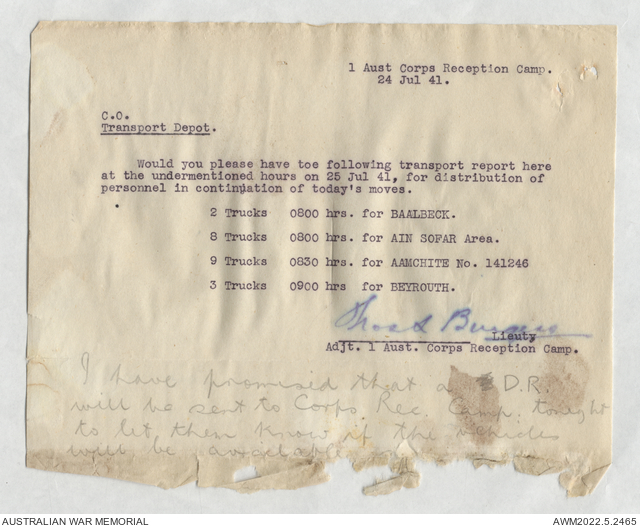 1 Aust Corps Reception Camp.
24 Jul 41.
C.O.
Transport Depot.
Would you please have toe following transport report here
at the undermentioned hours on 25 Jul 41, for distribution of
personnel in continuation of today's moves.
2 Trucks 0800 hrs. for BAALBECK.
8 Trucks 0800 hrs. for AIN SOFAR Area.
9 Trucks 0830 hrs. for AAMCHITE No. 141246
3 Trucks 0900 hrs for BEYROUTH.
Lieuty
Adjt. 1 Aust. Corps Reception Camp.
I have promised that a D.R.
will be sent to Corps Rec Camp tonight
to let them know if the vehicles
will be available
AUSTRALIAN WAR MEMORIAL
AWM2022.5.2465